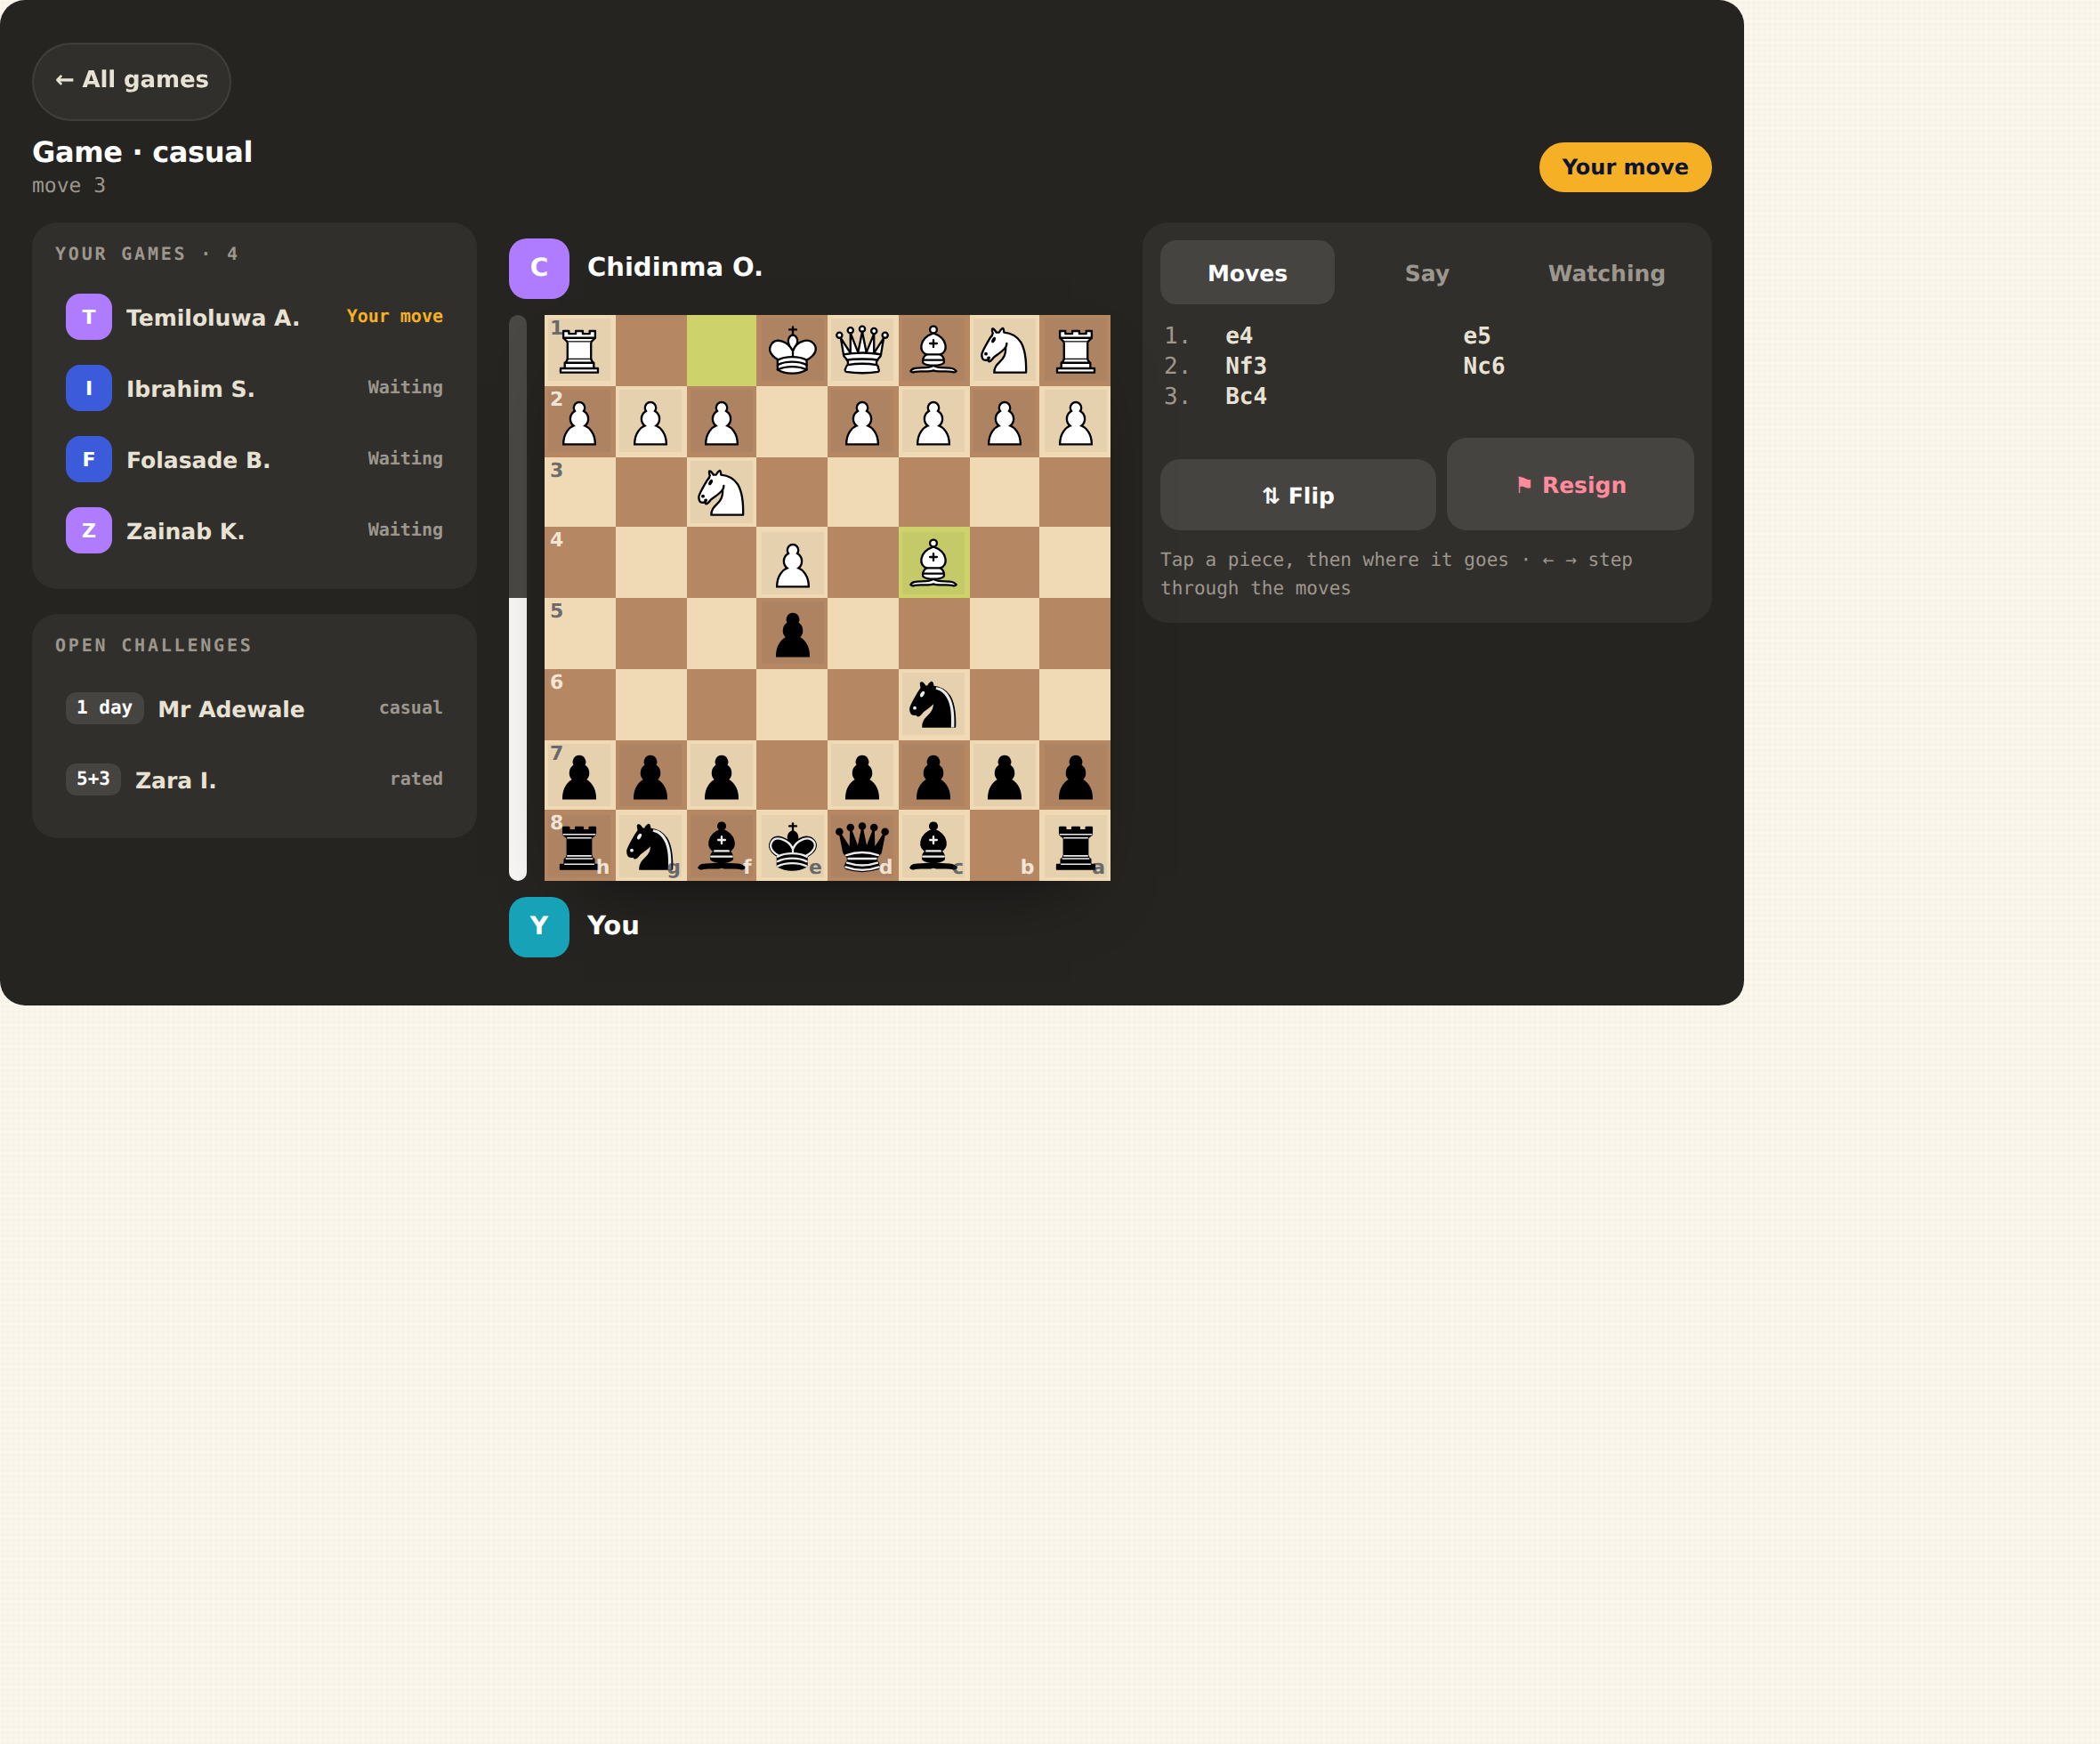 ← All games
Game · casual
move 3
Your move
YOUR GAMES · 4
T Temiloluwa A. Your move
I Ibrahim S. Waiting
F Folasade B. Waiting
Z Zainab K. Waiting
OPEN CHALLENGES
1 day Mr Adewale casual
5+3 Zara I. rated
C Chidinma O.
1
2
3
4
5
6
7
8
h g f e d c b a
Y You
Moves Say Watching
1. e4 e5
2. Nf3 Nc6
3. Bc4
⇅ Flip
⚑ Resign
Tap a piece, then where it goes · ← → step
through the moves